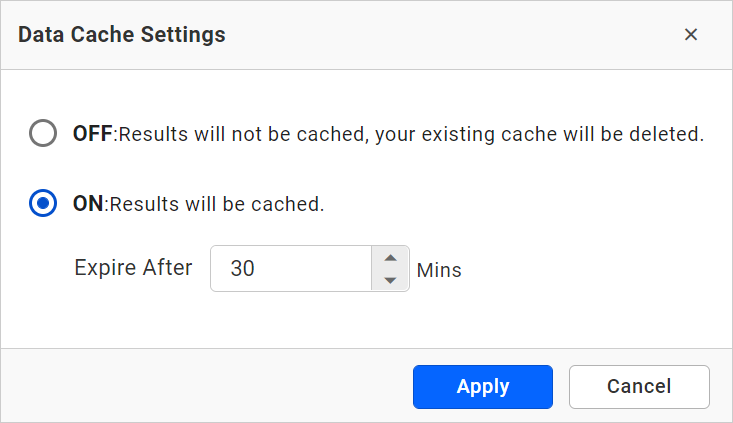 Data Cache Settings
OFF:Results will not be cached, your existing cache will be deleted.
ON:Results will be cached.
Expire After 30 Mins
Apply Cancel